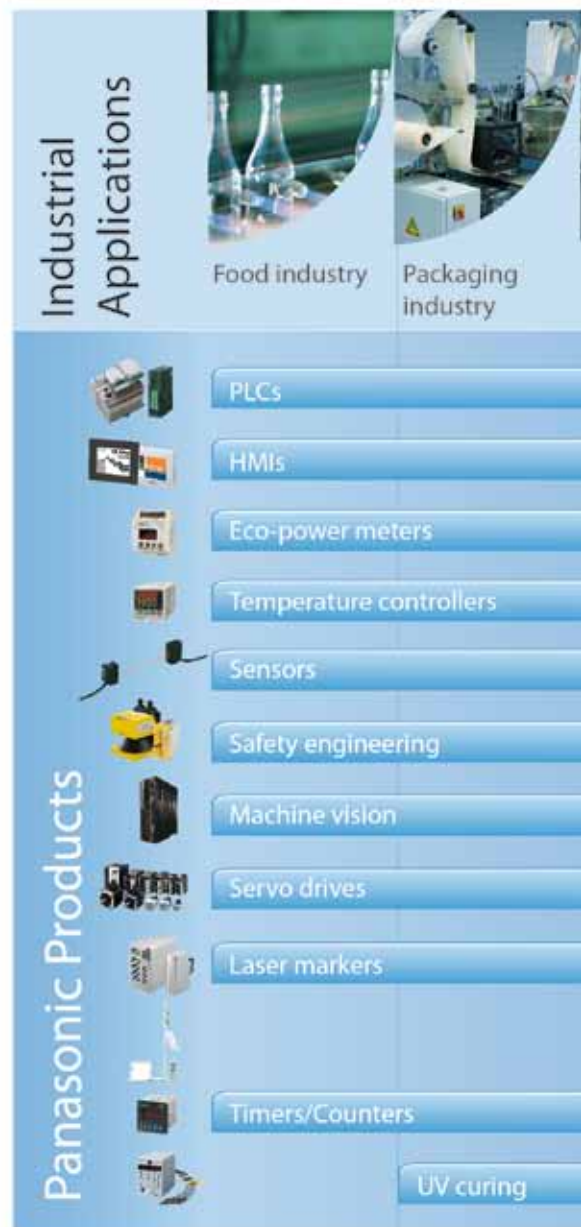 Industrial
Applications
Food industry
Packaging
industry
PLCs
HMIs
Eco-power meters
Temperature controllers
Sensors
Safety engineering
Machine vision
Servo drives
Laser markers
Timers/Counters
UV curing
Panasonic Products